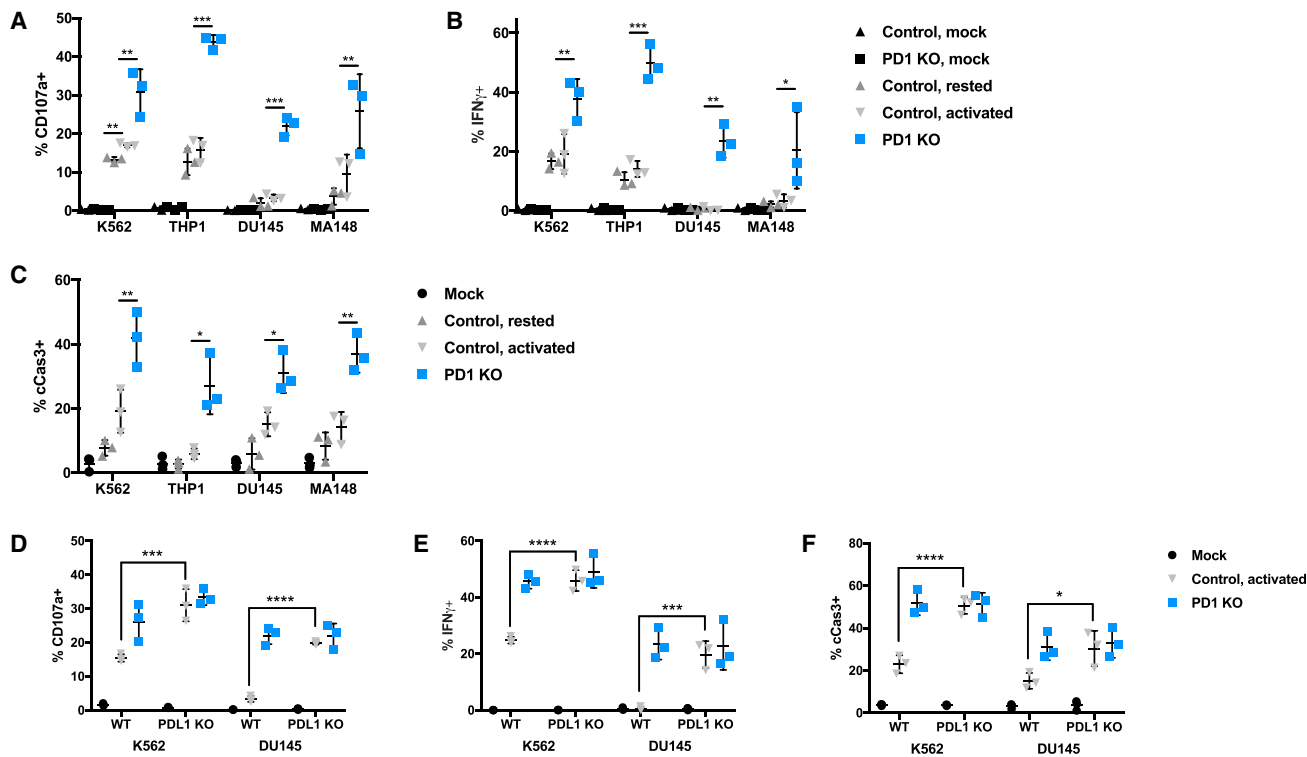 A
% CD107a+
50
40
30
20
10
0
**
**
***
***
**
K562
THP1
DU145
MA148
B
% IFNγ+
60
40
20
0
**
***
**
*
K562
THP1
DU145
MA148
Control, mock
PD1 KO, mock
Control, rested
Control, activated
PD1 KO
C
% cCas3+
60
40
20
0
**
*
*
**
K562
THP1
DU145
MA148
Mock
Control, rested
Control, activated
PD1 KO
D
% CD107a+
50
40
30
20
10
0
***
****
WT
PDL1 KO
WT
PDL1 KO
K562
DU145
E
% IFNγ+
60
40
20
0
****
***
WT
PDL1 KO
WT
PDL1 KO
K562
DU145
F
% cCas3+
80
60
40
20
0
****
*
WT
PDL1 KO
WT
PDL1 KO
K562
DU145
Mock
Control, activated
PD1 KO